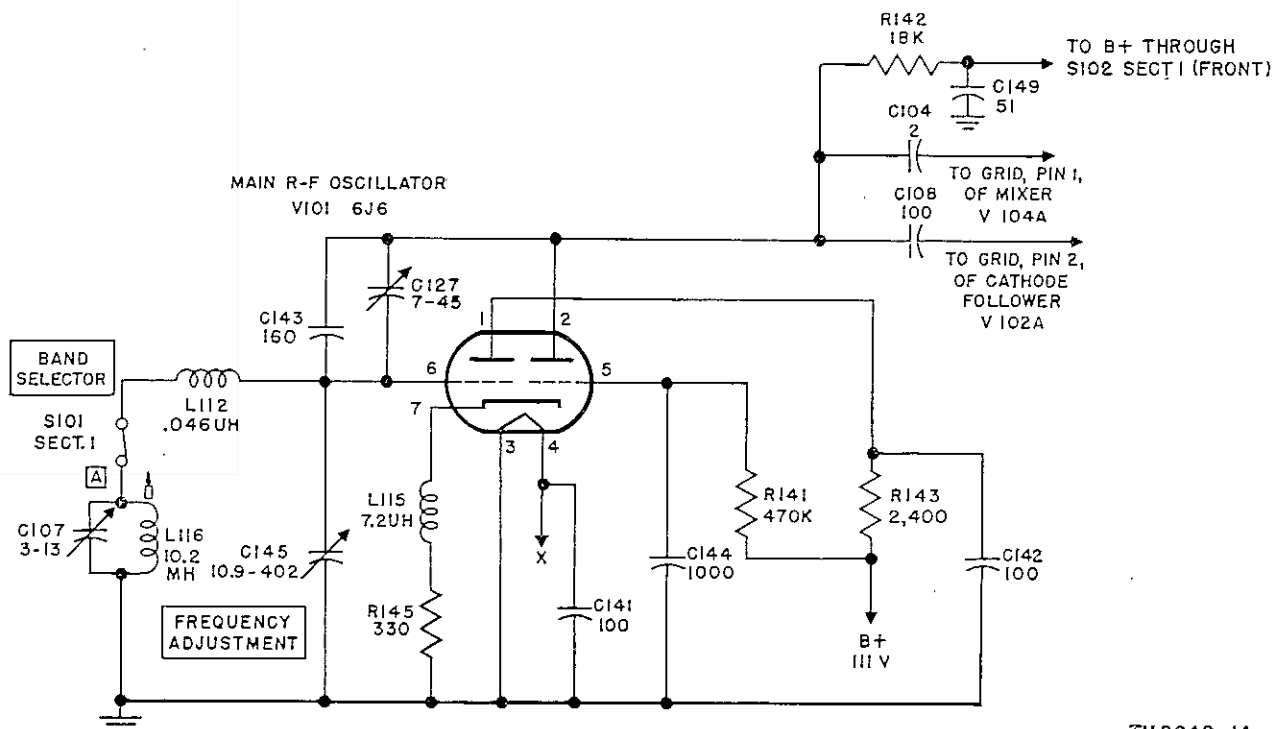 R142
18K
TO B+ THROUGH
S102 SECT 1 (FRONT)
C149
51
C104
2
TO GRID, PIN 1,
OF MIXER
V 104A
C108
100
TO GRID, PIN 2,
OF CATHODE
FOLLOWER
V 102A
MAIN R-F OSCILLATOR
V101 6J6
C127
7-45
C143
160
1
2
6
5
7
3
4
BAND
SELECTOR
L112
.046UH
S101
SECT. 1
A
C107
3-13
L116
10.2
MH
C145
10.9-402
FREQUENCY
ADJUSTMENT
L115
7.2UH
R145
330
X
C141
100
C144
1000
R141
470K
R143
2,400
C142
100
B+
111 V